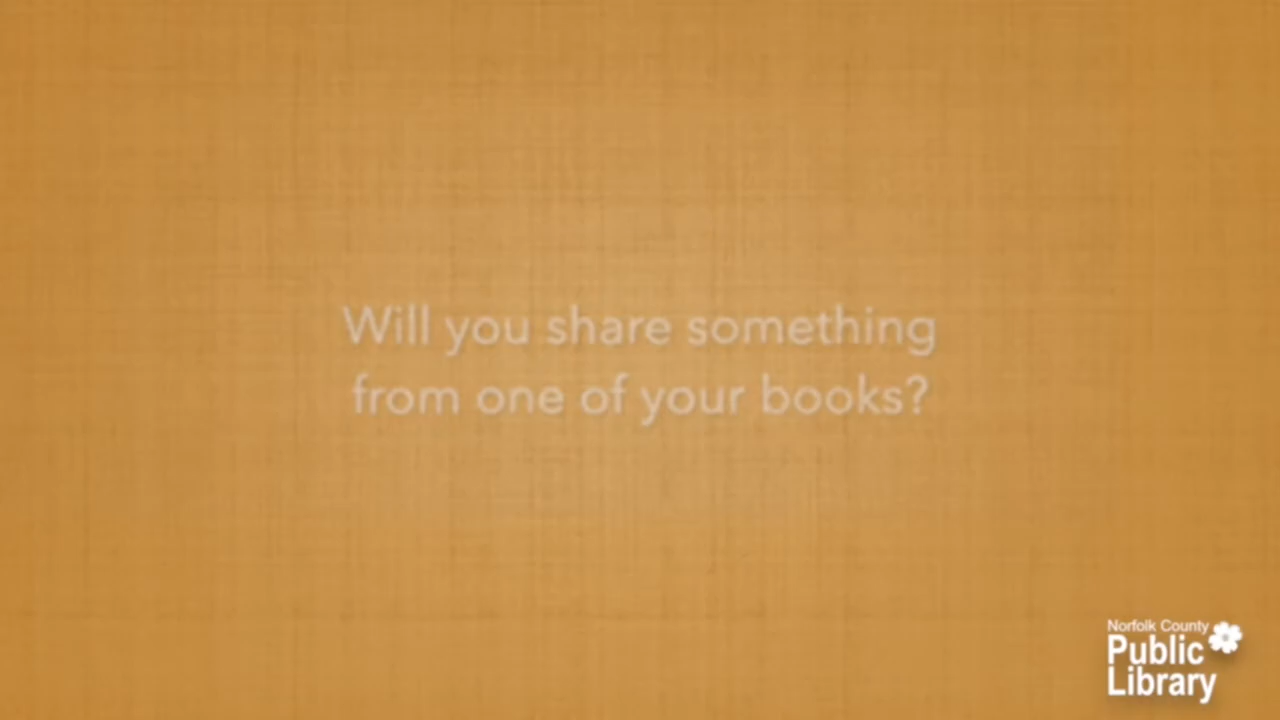 Will you share something
from one of your books?
Norfolk County
Public
Library